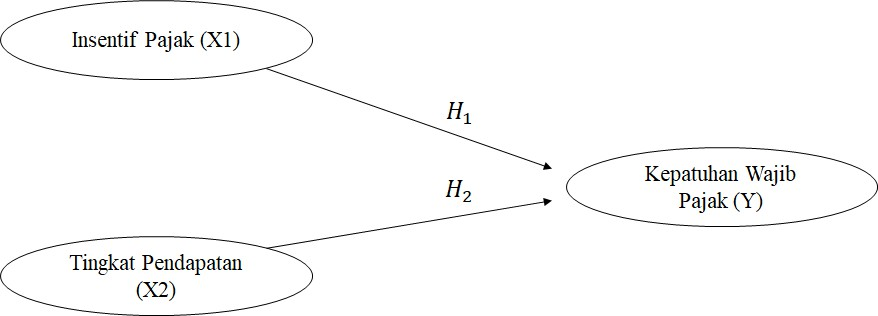 Insentif Pajak (X1)
H₁
Kepatuhan Wajib
Pajak (Y)
H₂
Tingkat Pendapatan
(X2)